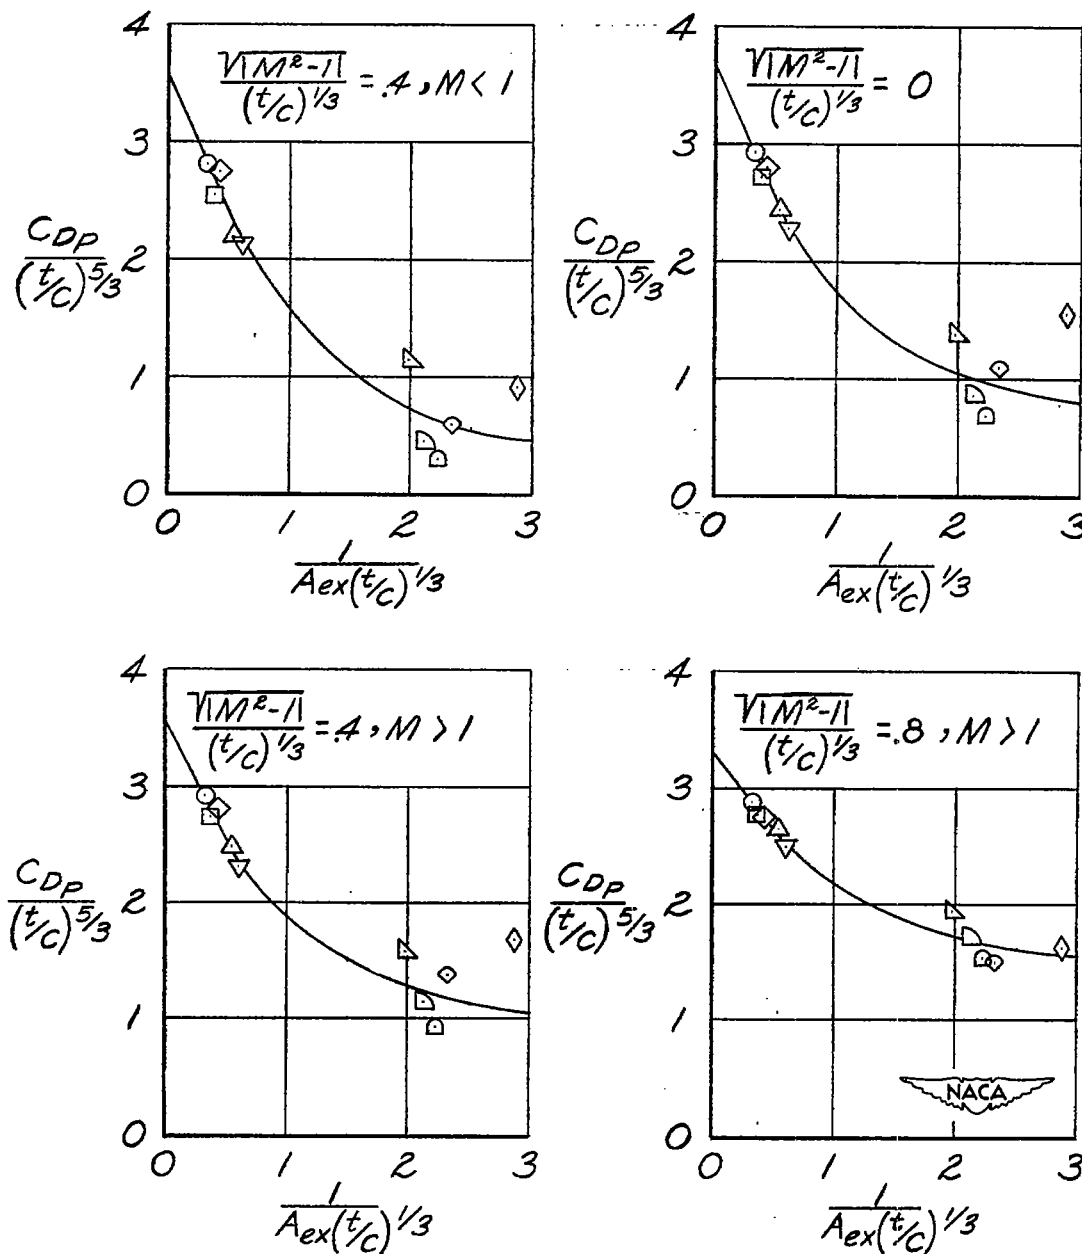 4
3
2
1
0
√|M²-1| / (t/c)^1/3 = .4, M < 1
C_DP / (t/c)^5/3
0 1 2 3
1 / A_ex(t/c)^1/3
4
3
2
1
0
√|M²-1| / (t/c)^1/3 = 0
C_DP / (t/c)^5/3
0 1 2 3
1 / A_ex(t/c)^1/3
4
3
2
1
0
√|M²-1| / (t/c)^1/3 = .4, M > 1
C_DP / (t/c)^5/3
0 1 2 3
1 / A_ex(t/c)^1/3
4
3
2
1
0
√|M²-1| / (t/c)^1/3 = .8, M > 1
C_DP / (t/c)^5/3
NACA
0 1 2 3
1 / A_ex(t/c)^1/3